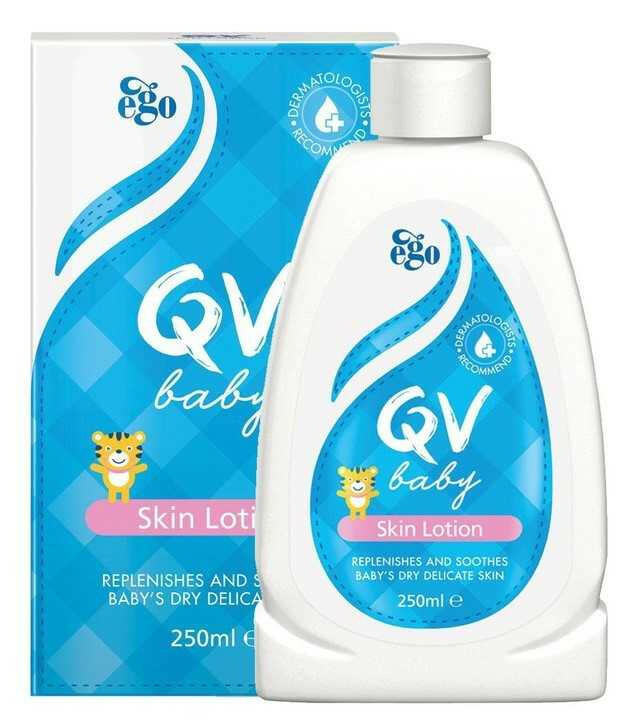 ego
DERMATOLOGISTS RECOMMEND
QV
baby
Skin Loti
REPLENISHES AND S
BABY'S DRY DELICA
250ml e
ego
DERMATOLOGISTS RECOMMEND
QV
baby
Skin Lotion
REPLENISHES AND SOOTHES
BABY'S DRY DELICATE SKIN
250ml e